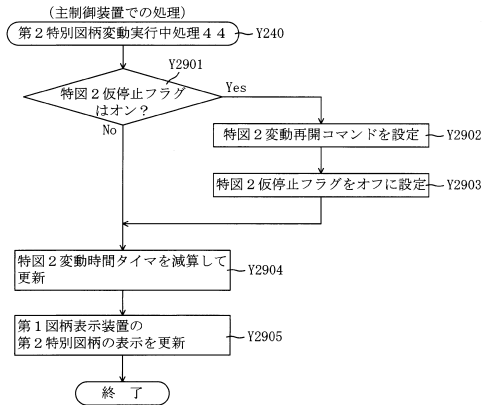 （主制御装置での処理）
第２特別図柄変動実行中処理４４
Y240
Y2901
特図２仮停止フラグ
はオン？
Yes
No
特図２変動再開コマンドを設定
Y2902
特図２仮停止フラグをオフに設定
Y2903
特図２変動時間タイマを減算して
更新
Y2904
第１図柄表示装置の
第２特別図柄の表示を更新
Y2905
終 了